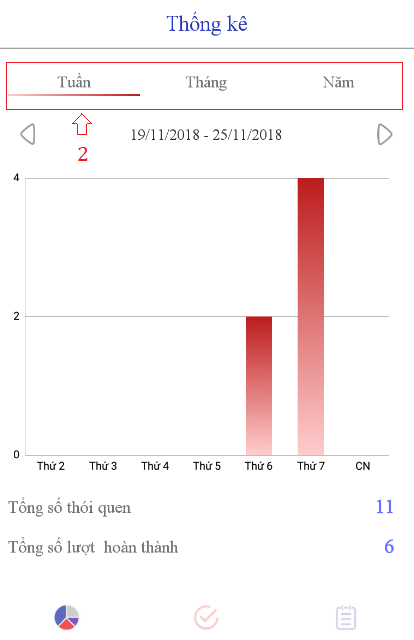 Thống kê
Tuần Tháng Năm
2
19/11/2018 - 25/11/2018
4
2
0
Thứ 2 Thứ 3 Thứ 4 Thứ 5 Thứ 6 Thứ 7 CN
Tổng số thói quen 11
Tổng số lượt hoàn thành 6